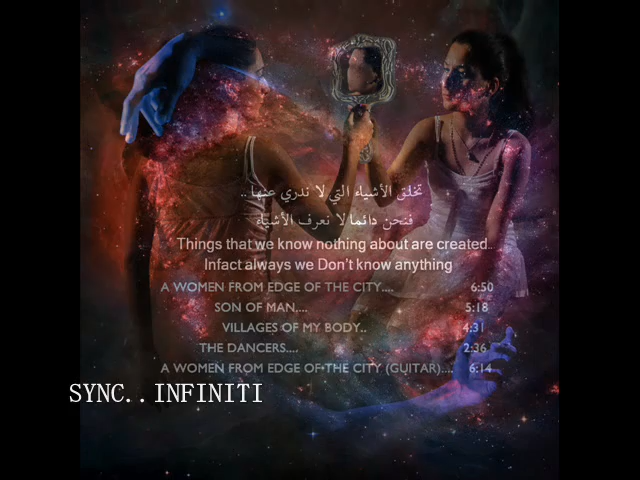 تخلق الأشياء التي لا ندري عنها ..
فنحن دائما لا نعرف الأشياء
Things that we know nothing about are created..
Infact always we Don't know anything
A WOMEN FROM EDGE OF THE CITY.... 6:50
SON OF MAN.... 5:18
VILLAGES OF MY BODY.. 4:31
THE DANCERS.... 2:36
A WOMEN FROM EDGE OF THE CITY (GUITAR).... 6:14
SYNC..INFINITI